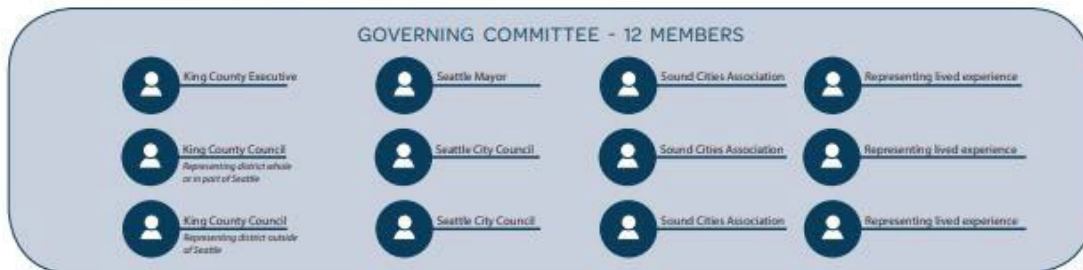 GOVERNING COMMITTEE - 12 MEMBERS
King County Executive
Seattle Mayor
Sound Cities Association
Representing lived experience
King County Council
Representing district whole
or in part of Seattle
Seattle City Council
Sound Cities Association
Representing lived experience
King County Council
Representing district outside
of Seattle
Seattle City Council
Sound Cities Association
Representing lived experience